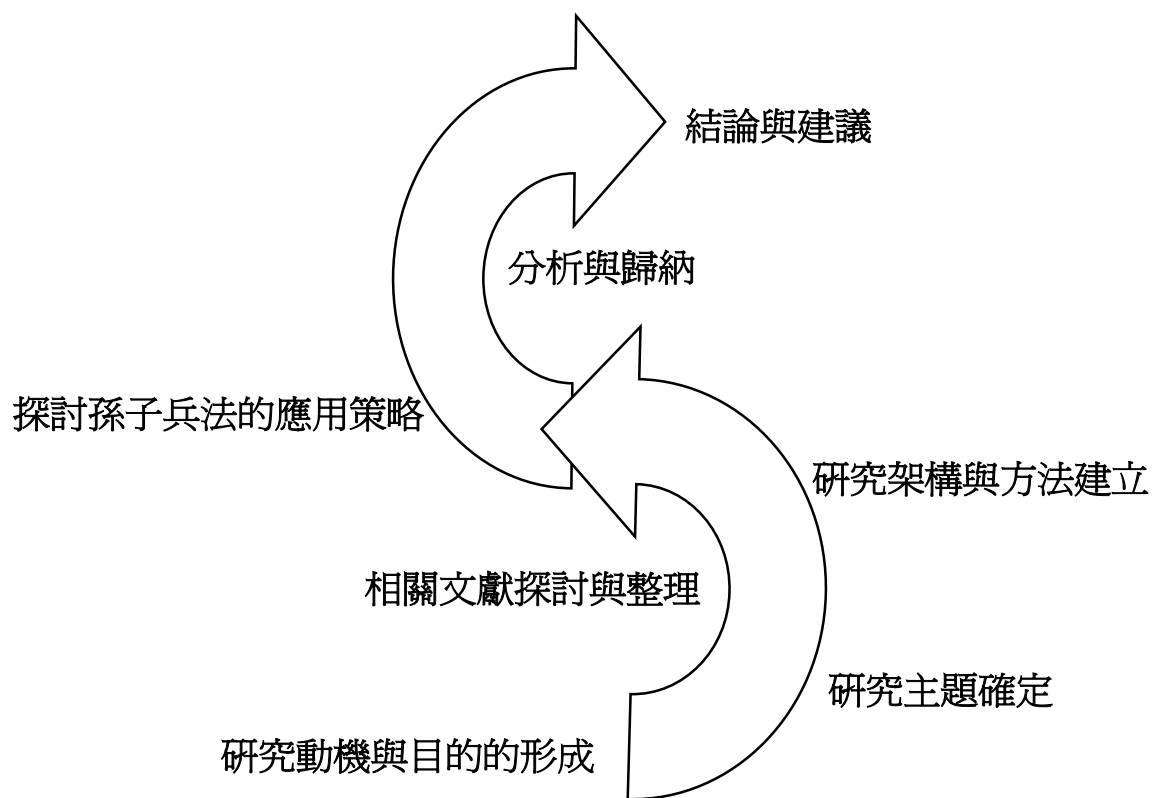 結論與建議
分析與歸納
探討孫子兵法的應用策略
研究架構與方法建立
相關文獻探討與整理
研究主題確定
研究動機與目的的形成